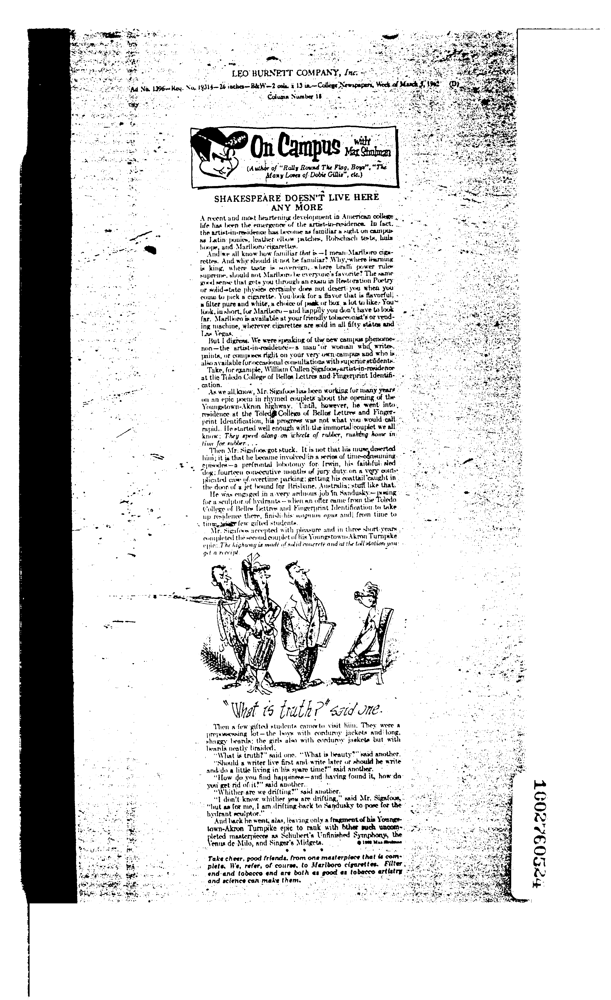 LEO BURNETT COMPANY, Inc.
Ad No. 1396—Rec. No. 19314—26 inches—B&W—2 cols. x 13 in.—College Newspapers, Week of March 5, 1962 (D)
Column Number 18
On Campus with Max Shulman
(Author of "Rally Round The Flag, Boys", "The
Many Loves of Dobie Gillis", etc.)
SHAKESPEARE DOESN'T LIVE HERE
ANY MORE
A recent and most heartening development in American college
life has been the emergence of the artist-in-residence. In fact,
the artist-in-residence has become as familiar a sight on campus
as Latin ponies, leather elbow patches, Rorschach tests, hula
hoops, and Marlboro cigarettes.
And we all know how familiar that is—I mean Marlboro ciga-
rettes. And why should it not be familiar? Why, where learning
is king, where taste is sovereign, where brain power rules
supreme, should not Marlboro be everyone's favorite? The same
good sense that gets you through an exam in Restoration Poetry
or solid-state physics certainly does not desert you when you
come to pick a cigarette. You look for a flavor that is flavorful,
a filter pure and white, a choice of pack or box a lot to like. You
look, in short, for Marlboro—and happily you don't have to look
far. Marlboro is available at your friendly tobacconist's or vend-
ing machine, wherever cigarettes are sold in all fifty states and
Las Vegas.
But I digress. We were speaking of the new campus phenome-
non—the artist-in-residence—a man or woman who writes,
paints, or composes right on your very own campus and who is
also available for occasional consultations with superior students.
Take, for example, William Cullen Sigafoos, artist-in-residence
at the Toledo College of Belles Lettres and Fingerprint Identifi-
cation.
As we all know, Mr. Sigafoos has been working for many years
on an epic poem in rhymed couplets about the opening of the
Youngstown-Akron highway. Until, however, he went into
residence at the Toledo College of Belles Lettres and Finger-
print Identification, his progress was not what you would call
rapid. He started well enough with the immortal couplet we all
know: They speed along on wheels of rubber, rushing home in
time for subber . . .
Then Mr. Sigafoos got stuck. It is not that his muse deserted
him; it is that he became involved in a series of time-consuming
episodes—a prefrontal lobotomy for Irwin, his faithful sled
dog; fourteen consecutive months of jury duty on a very com-
plicated case of overtime parking; getting his coattail caught in
the door of a jet bound for Brisbane, Australia; stuff like that.
He was engaged in a very arduous job in Sandusky—posing
for a sculptor of hydrants—when an offer came from the Toledo
College of Belles Lettres and Fingerprint Identification to take
up residence there, finish his magnum opus and, from time to
time, few gifted students.
Mr. Sigafoos accepted with pleasure and in three short years
completed the second couplet of his Youngstown-Akron Turnpike
epic: The highway is made of solid concrete and at the toll station you
get a receipt.
"What is truth?" said one.
Then a few gifted students came to visit him. They were a
prepossessing lot—the boys with corduroy jackets and long,
shaggy beards; the girls also with corduroy jackets but with
beards neatly braided.
"What is truth?" said one. "What is beauty?" said another.
"Should a writer live first and write later or should he write
and do a little living in his spare time?" said another.
"How do you find happiness—and having found it, how do
you get rid of it?" said another.
"Whither are we drifting?" said another.
"I don't know whither you are drifting," said Mr. Sigafoos,
"but as for me, I am drifting back to Sandusky to pose for the
hydrant sculptor."
And back he went, alas, leaving only a fragment of his Youngs-
town-Akron Turnpike epic to rank with other such uncom-
pleted masterpieces as Schubert's Unfinished Symphony, the
Venus de Milo, and Singer's Midgets. © 1962 Max Shulman
* * *
Take cheer, good friends, from one masterpiece that is com-
plete. We, refer, of course, to Marlboro cigarettes. Filter
end and tobacco end are both as good as tobacco artistry
and science can make them.
1002760524